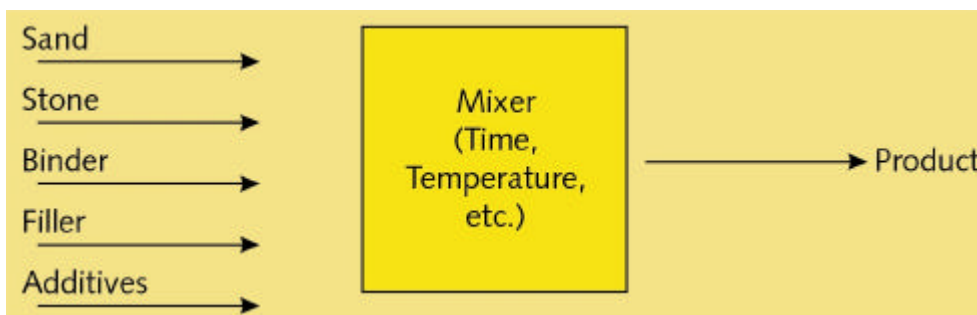 Sand
Stone
Binder
Filler
Additives
Mixer
(Time,
Temperature,
etc.)
Product